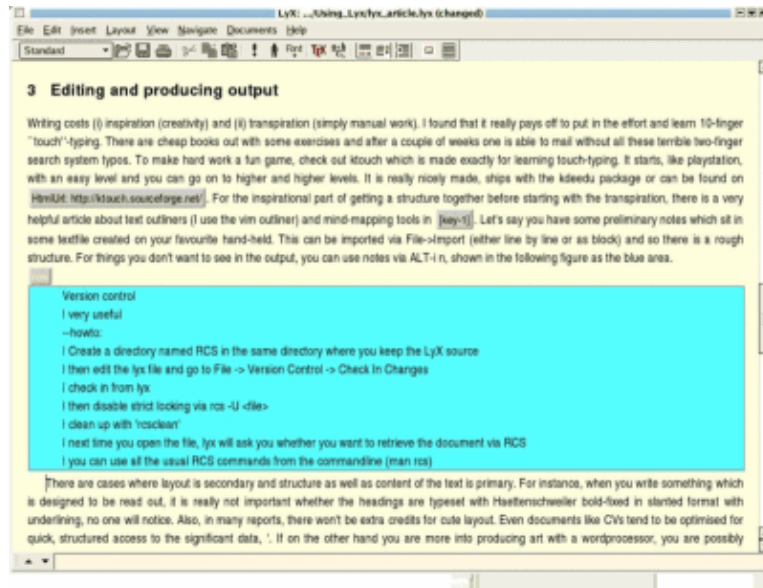 LyX: .../Using_Lyx/lyx_article.lyx (changed)
File Edit Insert Layout View Navigate Documents Help
Standard
3 Editing and producing output
Writing costs (i) inspiration (creativity) and (ii) transpiration (simply manual work). I found that it really pays off to put in the effort and learn 10-finger
``touch''-typing. There are cheap books out with some exercises and after a couple of weeks one is able to mail without all these terrible two-finger
search system typos. To make hard work a fun game, check out ktouch which is made exactly for learning touch-typing. It starts, like playstation,
with an easy level and you can go on to higher and higher levels. It is really nicely made, ships with the kdeedu package or can be found on
HtmlUrl: http://ktouch.sourceforge.net/ . For the inspirational part of getting a structure together before starting with the transpiration, there is a very
helpful article about text outliners (I use the vim outliner) and mind-mapping tools in [key-1] . Let's say you have some preliminary notes which sit in
some textfile created on your favourite hand-held. This can be imported via File->Import (either line by line or as block) and so there is a rough
structure. For things you don't want to see in the output, you can use notes via ALT-i n, shown in the following figure as the blue area.
Version control
| very useful
--howto:
| Create a directory named RCS in the same directory where you keep the LyX source
| then edit the lyx file and go to File -> Version Control -> Check In Changes
| check in from lyx
| then disable strict locking via rcs -U <file>
| clean up with 'rcsclean'
| next time you open the file, lyx will ask you whether you want to retrieve the document via RCS
| you can use all the usual RCS commands from the commandline (man rcs)
There are cases where layout is secondary and structure as well as content of the text is primary. For instance, when you write something which
is designed to be read out, it is really not important whether the headings are typeset with Haettenschweiler bold-fixed in slanted format with
underlining, no one will notice. Also, in many reports, there won't be extra credits for cute layout. Even documents like CVs tend to be optimised for
quick, structured access to the significant data, '. If on the other hand you are more into producing art with a wordprocessor, you are possibly